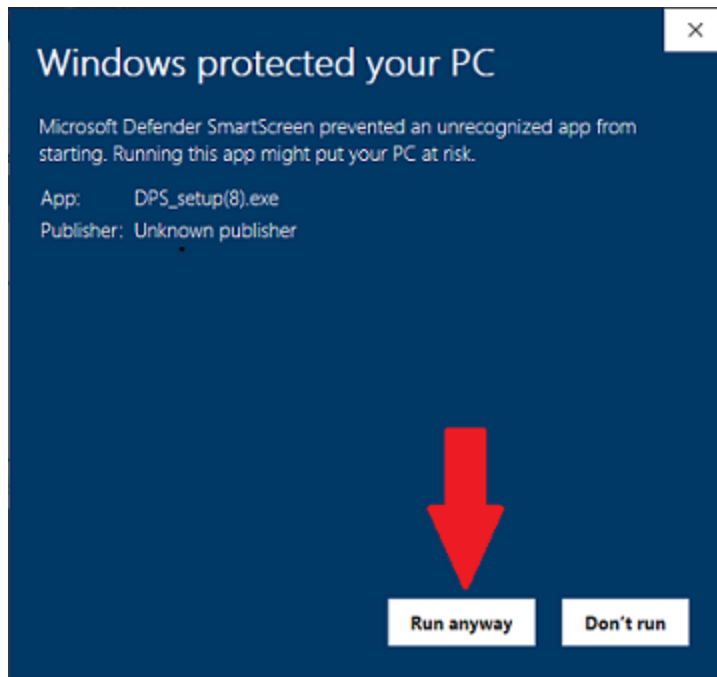 Windows protected your PC
Microsoft Defender SmartScreen prevented an unrecognized app from
starting. Running this app might put your PC at risk.
App: DPS_setup(8).exe
Publisher: Unknown publisher
Run anyway Don't run